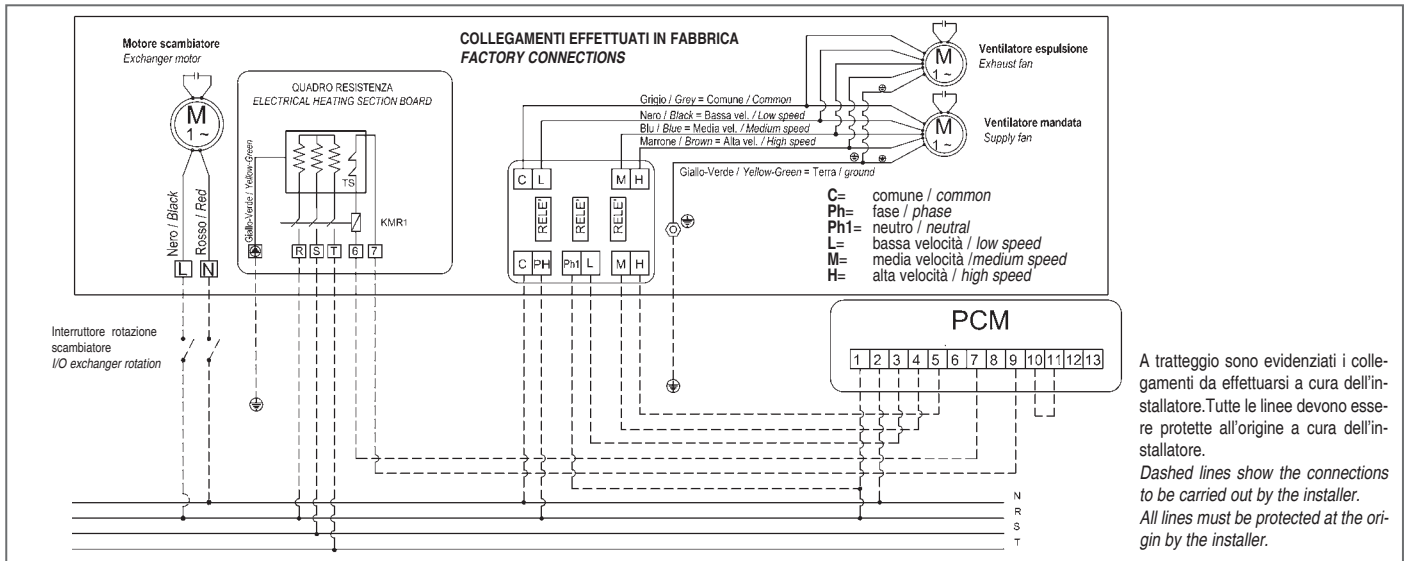 Motore scambiatore
Exchanger motor
M
1 ~
Nero / Black
Rosso / Red
L N
Interruttore rotazione
scambiatore
I/O exchanger rotation
QUADRO RESISTENZA
ELECTRICAL HEATING SECTION BOARD
Giallo-Verde / Yellow-Green
TS
KMR1
R S T 6 7
COLLEGAMENTI EFFETTUATI IN FABBRICA
FACTORY CONNECTIONS
Grigio / Grey = Comune / Common
Nero / Black = Bassa vel. / Low speed
Blu / Blue = Media vel. / Medium speed
Marrone / Brown = Alta vel. / High speed
Giallo-Verde / Yellow-Green = Terra / ground
M
1 ~
Ventilatore espulsione
Exhaust fan
M
1 ~
Ventilatore mandata
Supply fan
C L M H
RELE' RELE' RELE'
C PH Ph1 L M H
C= comune / common
Ph= fase / phase
Ph1= neutro / neutral
L= bassa velocità / low speed
M= media velocità /medium speed
H= alta velocità / high speed
PCM
1 2 3 4 5 6 7 8 9 10 11 12 13
N
R
S
T
A tratteggio sono evidenziati i colle-
gamenti da effettuarsi a cura dell'in-
stallatore.Tutte le linee devono esse-
re protette all'origine a cura dell'in-
stallatore.
Dashed lines show the connections
to be carried out by the installer.
All lines must be protected at the ori-
gin by the installer.